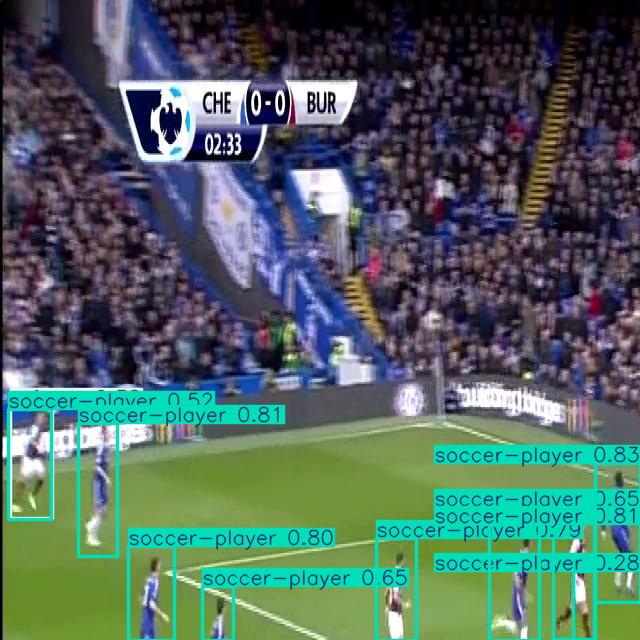 CHE 0-0 BUR
02:33
soccer-player 0.52
soccer-player 0.81
soccer-player 0.83
soccer-player 0.65
soccer-player 0.81
soccer-player 0.79
soccer-player 0.80
soccer-player 0.28
soccer-player 0.65